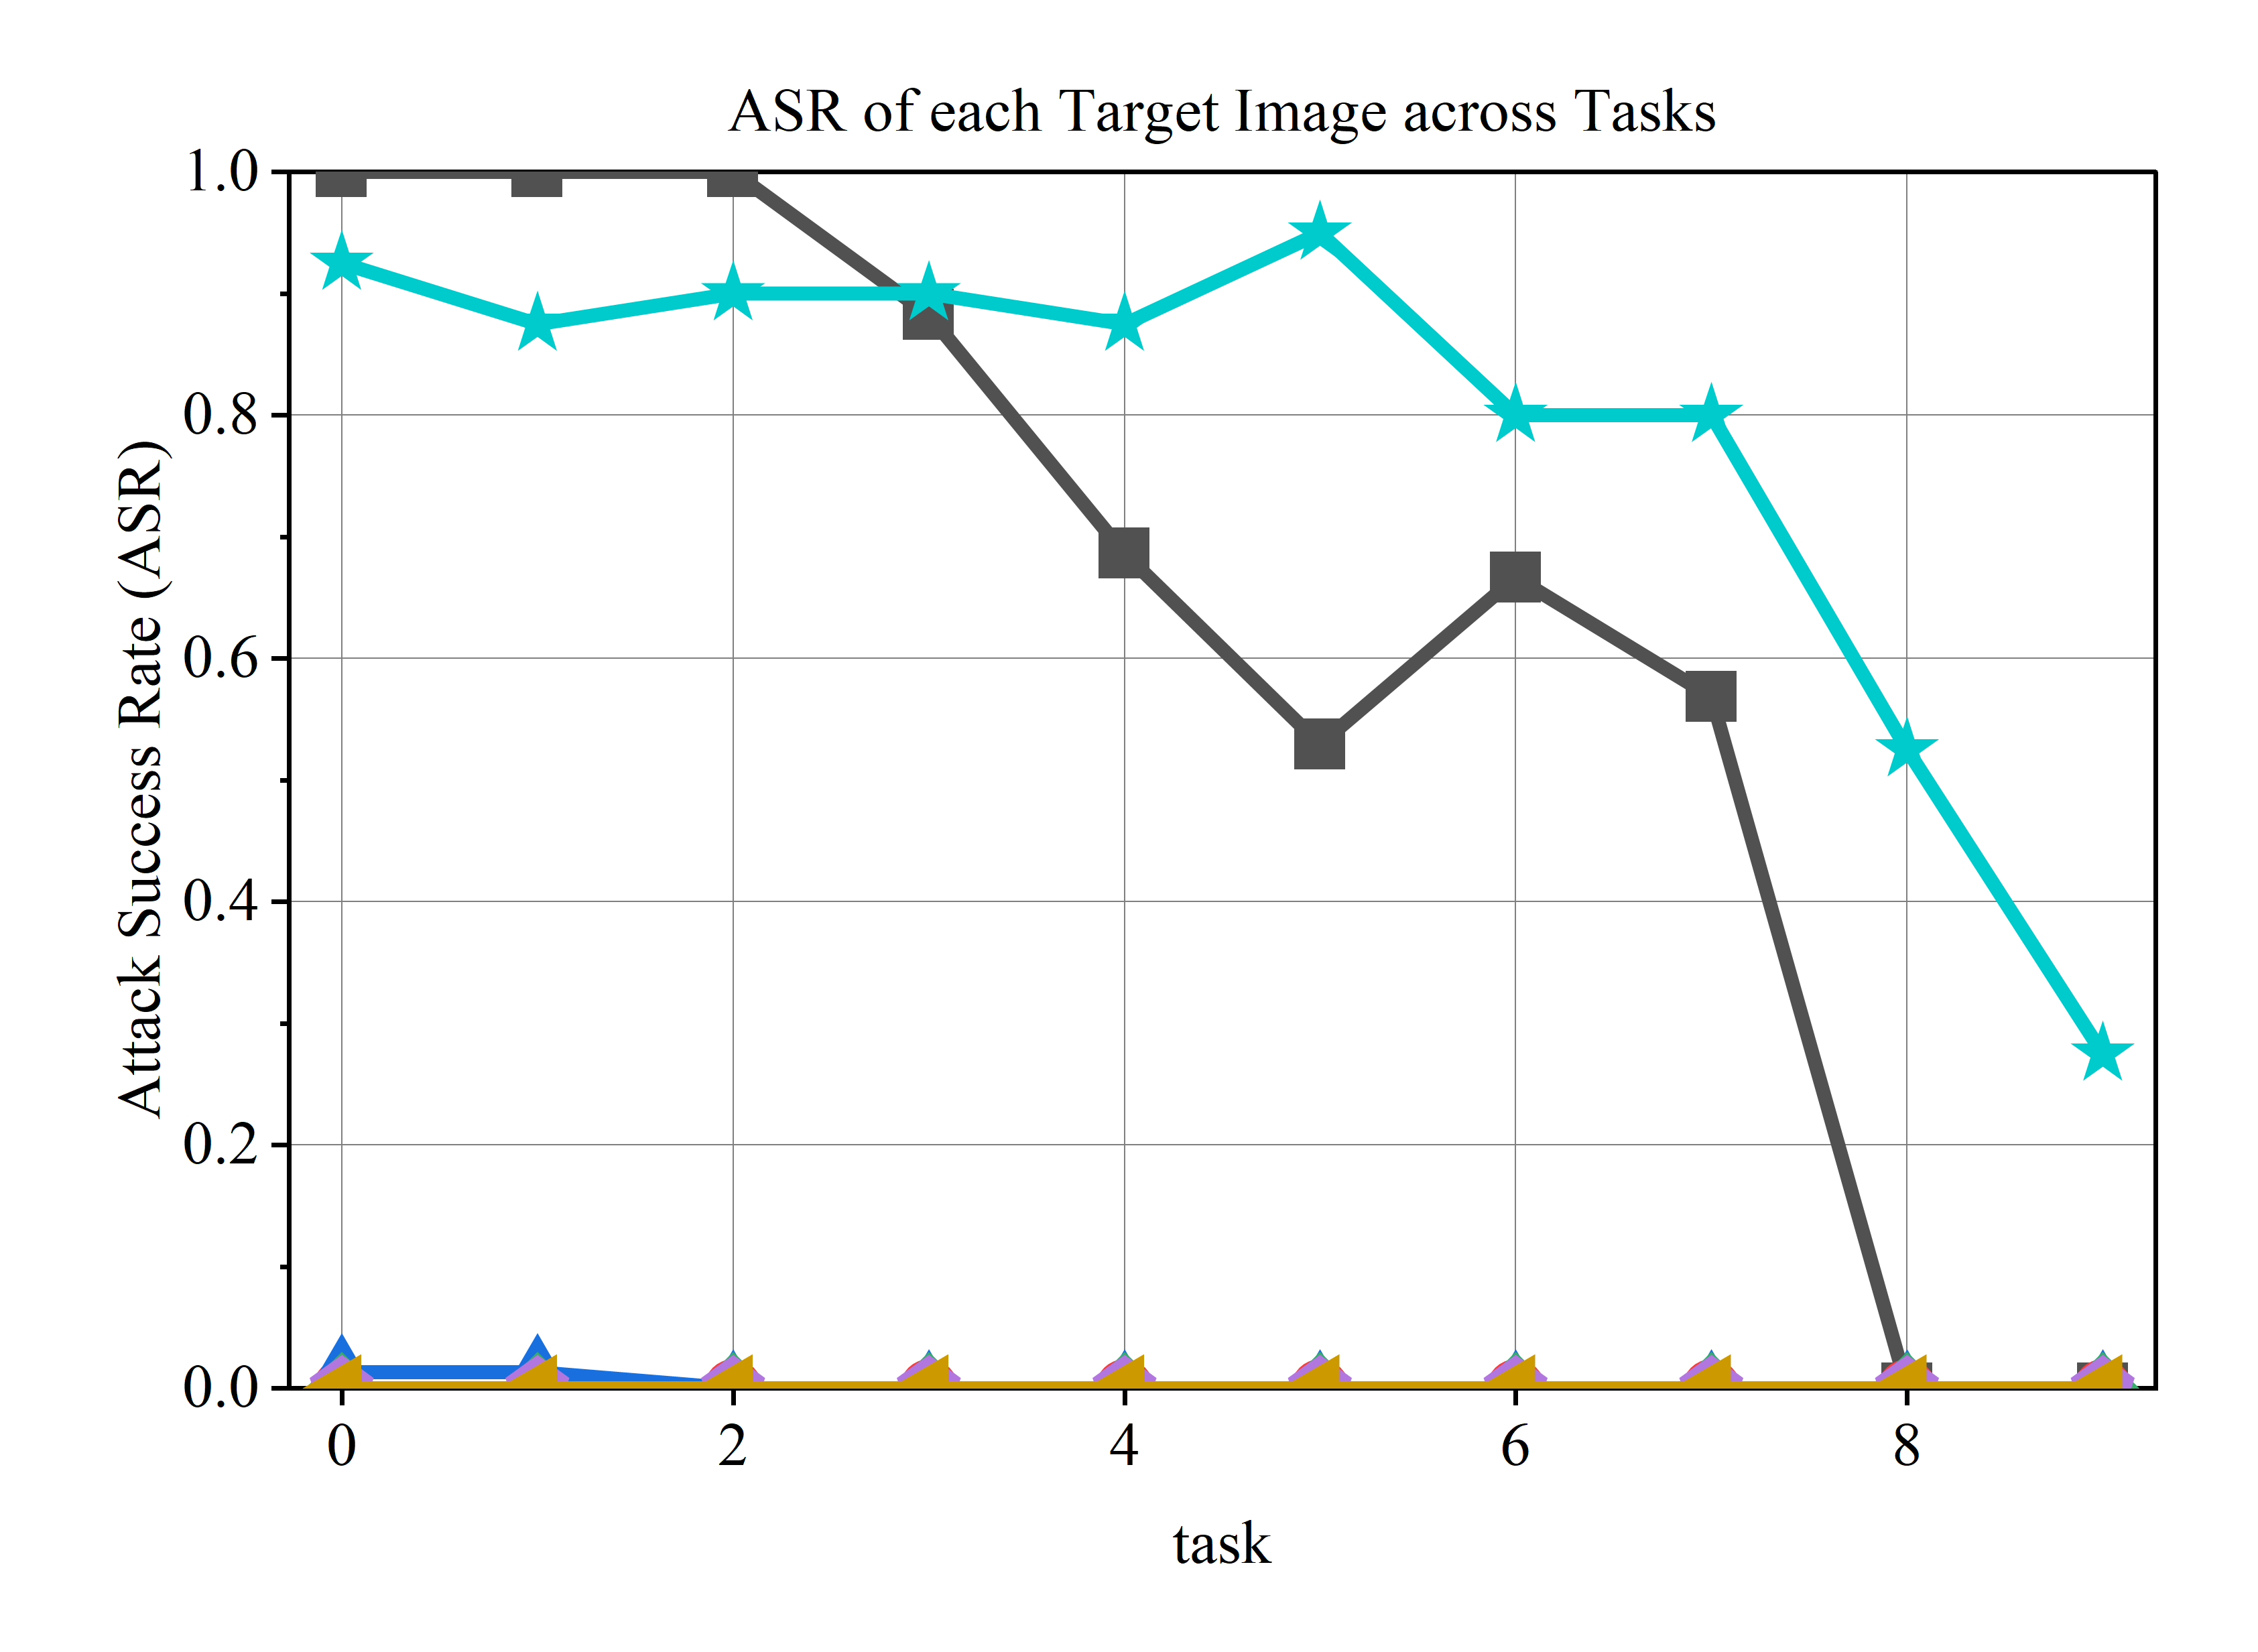 ASR of each Target Image across Tasks
1.0
0.8
0.6
0.4
0.2
0.0
Attack Success Rate (ASR)
0 2 4 6 8
task